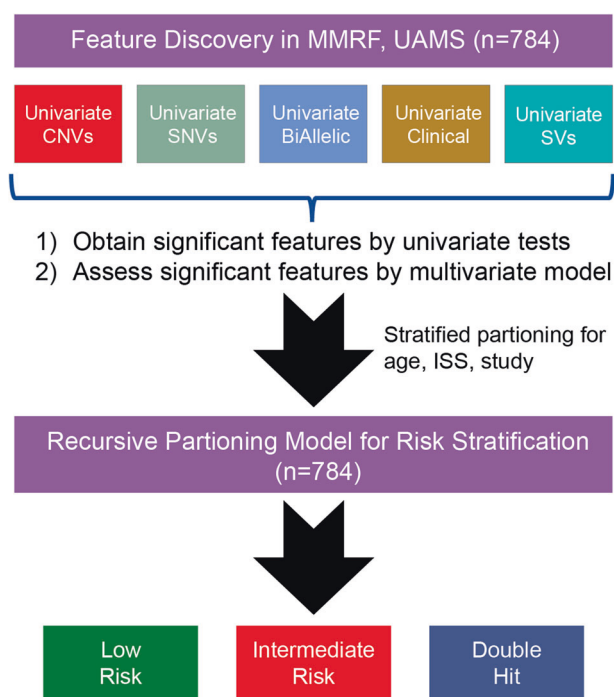 Feature Discovery in MMRF, UAMS (n=784)
Univariate
CNVs
Univariate
SNVs
Univariate
BiAllelic
Univariate
Clinical
Univariate
SVs
1) Obtain significant features by univariate tests
2) Assess significant features by multivariate model
Stratified partioning for
age, ISS, study
Recursive Partioning Model for Risk Stratification
(n=784)
Low
Risk
Intermediate
Risk
Double
Hit